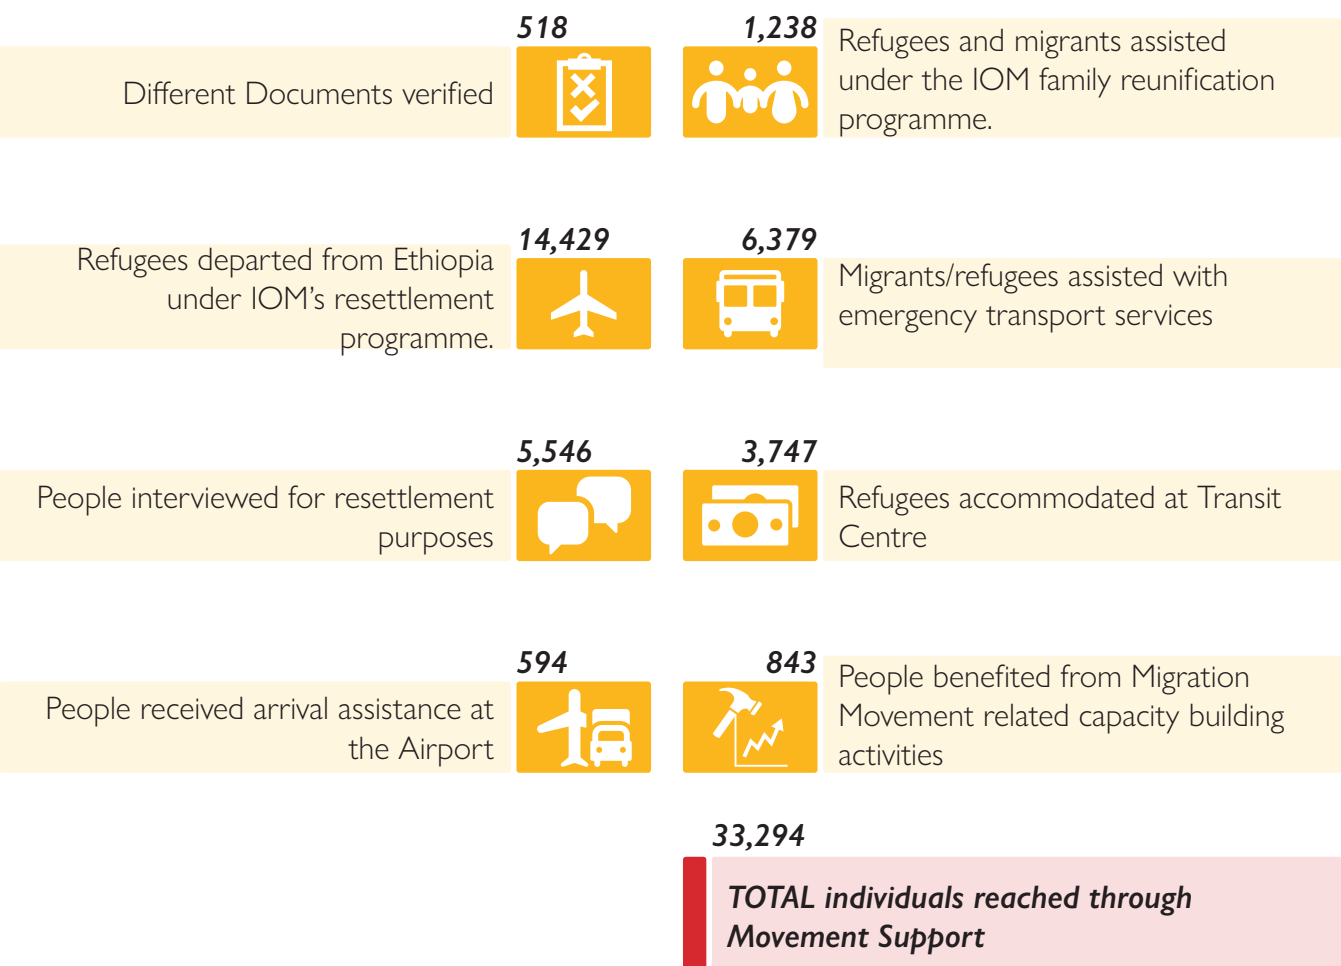 518
Different Documents verified
1,238
Refugees and migrants assisted
under the IOM family reunification
programme.
14,429
Refugees departed from Ethiopia
under IOM’s resettlement
programme.
6,379
Migrants/refugees assisted with
emergency transport services
5,546
People interviewed for resettlement
purposes
3,747
Refugees accommodated at Transit
Centre
594
People received arrival assistance at
the Airport
843
People benefited from Migration
Movement related capacity building
activities
33,294
TOTAL individuals reached through
Movement Support